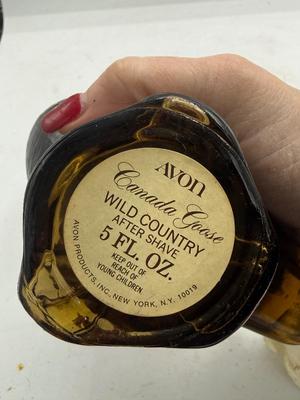 AVON
Canada Goose
WILD COUNTRY
AFTER SHAVE
5 FL. OZ.
KEEP OUT OF
REACH OF
YOUNG CHILDREN
AVON PRODUCTS, INC., NEW YORK, N.Y. 10019